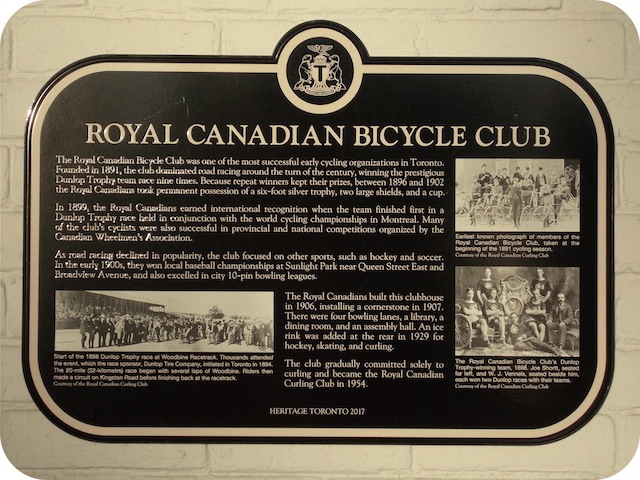 T
ROYAL CANADIAN BICYCLE CLUB
The Royal Canadian Bicycle Club was one of the most successful early cycling organizations in Toronto.
Founded in 1891, the club dominated road racing around the turn of the century, winning the prestigious
Dunlop Trophy team race nine times. Because repeat winners kept their prizes, between 1896 and 1902
the Royal Canadians took permanent possession of a six-foot silver trophy, two large shields, and a cup.
In 1899, the Royal Canadians earned international recognition when the team finished first in a
Dunlop Trophy race held in conjunction with the world cycling championships in Montreal. Many
of the club's cyclists were also successful in provincial and national competitions organized by the
Canadian Wheelmen's Association.
As road racing declined in popularity, the club focused on other sports, such as hockey and soccer.
In the early 1900s, they won local baseball championships at Sunlight Park near Queen Street East and
Broadview Avenue, and also excelled in city 10-pin bowling leagues.
Start of the 1898 Dunlop Trophy race at Woodbine Racetrack. Thousands attended
the event, which the race sponsor, Dunlop Tire Company, initiated in Toronto in 1894.
The 20-mile (32-kilometre) race began with several laps of Woodbine. Riders then
made a circuit on Kingston Road before finishing back at the racetrack.
Courtesy of the Royal Canadian Curling Club
The Royal Canadians built this clubhouse
in 1906, installing a cornerstone in 1907.
There were four bowling lanes, a library, a
dining room, and an assembly hall. An ice
rink was added at the rear in 1929 for
hockey, skating, and curling.
The club gradually committed solely to
curling and became the Royal Canadian
Curling Club in 1954.
Earliest known photograph of members of the
Royal Canadian Bicycle Club, taken at the
beginning of the 1891 cycling season.
Courtesy of the Royal Canadian Curling Club
The Royal Canadian Bicycle Club's Dunlop
Trophy-winning team, 1898. Joe Shortt, seated
far left, and W. J. Vannels, seated beside him,
each won two Dunlop races with their teams.
Courtesy of the Royal Canadian Curling Club
HERITAGE TORONTO 2017